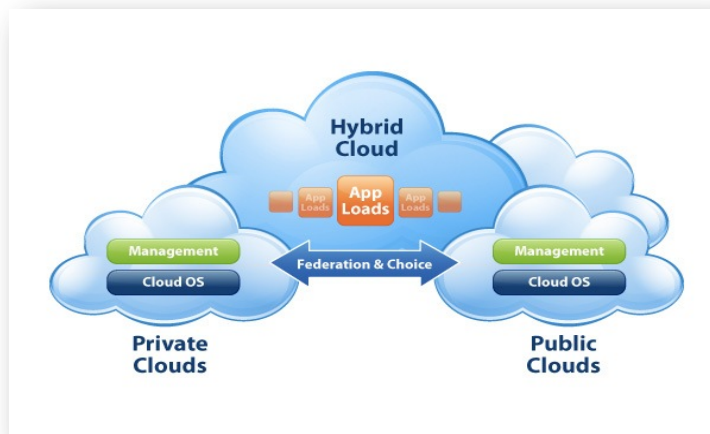 Hybrid
Cloud
App
Loads
App
Loads
App
Loads
Management
Cloud OS
Federation & Choice
Management
Cloud OS
Private
Clouds
Public
Clouds